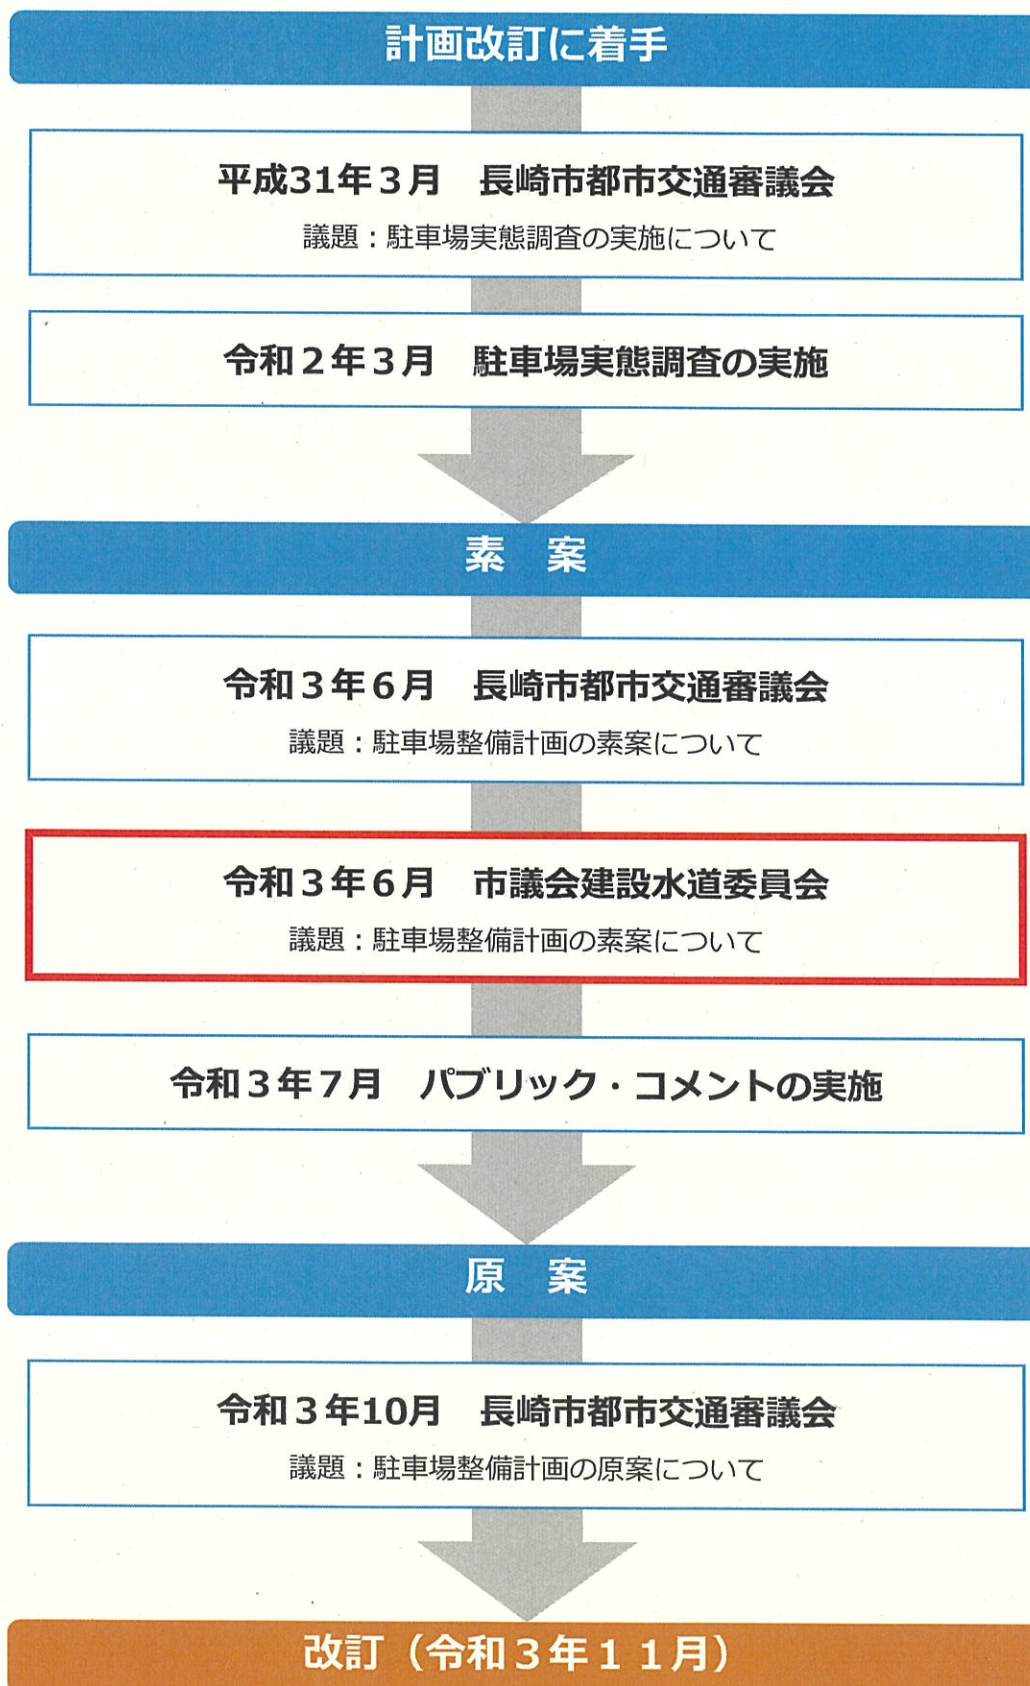 計画改訂に着手
平成31年3月　長崎市都市交通審議会
議題：駐車場実態調査の実施について
令和２年３月　駐車場実態調査の実施
素　案
令和３年６月　長崎市都市交通審議会
議題：駐車場整備計画の素案について
令和３年６月　市議会建設水道委員会
議題：駐車場整備計画の素案について
令和３年７月　パブリック・コメントの実施
原　案
令和３年10月　長崎市都市交通審議会
議題：駐車場整備計画の原案について
改訂（令和３年１１月）